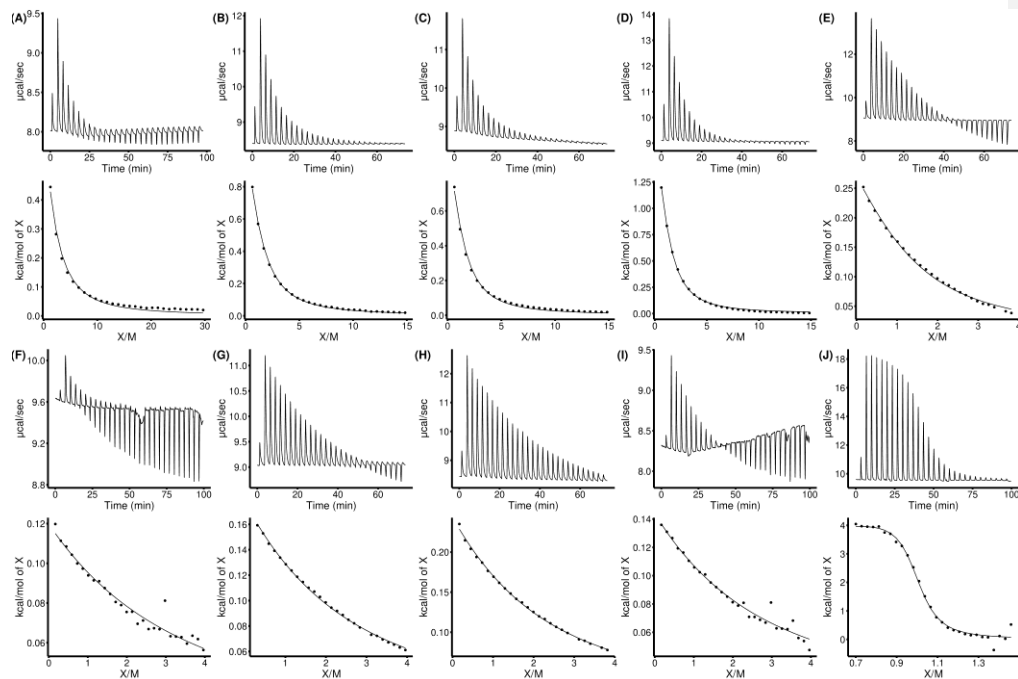 (A)
µcal/sec
9.5
9.0
8.5
8.0
0 25 50 75 100
Time (min)
(B)
µcal/sec
12
11
10
9
0 20 40 60
Time (min)
(C)
µcal/sec
11
10
9
0 20 40 60
Time (min)
(D)
µcal/sec
14
13
12
11
10
9
0 20 40 60
Time (min)
(E)
µcal/sec
12
10
8
0 20 40 60
Time (min)
kcal/mol of X
0.4
0.3
0.2
0.1
0.0
0 10 20 30
X/M
kcal/mol of X
0.8
0.6
0.4
0.2
0.0
0 5 10 15
X/M
kcal/mol of X
0.6
0.4
0.2
0.0
0 5 10 15
X/M
kcal/mol of X
1.25
1.00
0.75
0.50
0.25
0.00
0 5 10 15
X/M
kcal/mol of X
0.25
0.20
0.15
0.10
0.05
0 1 2 3 4
X/M
(F)
µcal/sec
10.0
9.6
9.2
8.8
0 25 50 75 100
Time (min)
(G)
µcal/sec
11.0
10.5
10.0
9.5
9.0
0 20 40 60
Time (min)
(H)
µcal/sec
12
11
10
9
0 20 40 60
Time (min)
(I)
µcal/sec
9.5
9.0
8.5
8.0
0 25 50 75 100
Time (min)
(J)
µcal/sec
18
16
14
12
10
0 25 50 75 100
Time (min)
kcal/mol of X
0.12
0.10
0.08
0.06
0 1 2 3 4
X/M
kcal/mol of X
0.16
0.14
0.12
0.10
0.08
0.06
1 2 3 4
X/M
kcal/mol of X
0.20
0.15
0.10
0 1 2 3 4
X/M
kcal/mol of X
0.14
0.12
0.10
0.08
0.06
0 1 2 3 4
X/M
kcal/mol of X
4
3
2
1
0
0.7 0.9 1.1 1.3
X/M